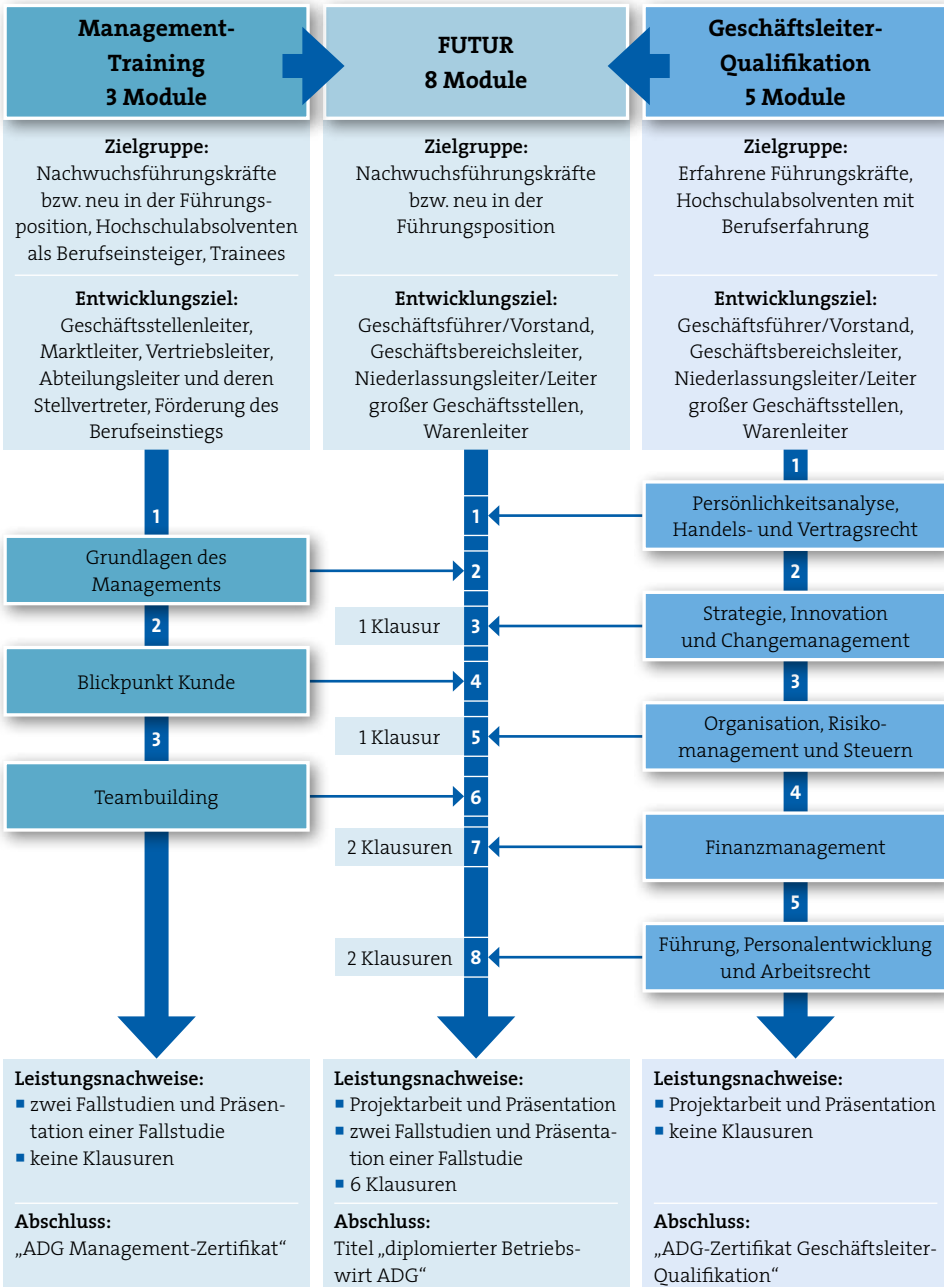 Management-
Training
3 Module
FUTUR
8 Module
Geschäftsleiter-
Qualifikation
5 Module
Zielgruppe:
Nachwuchsführungskräfte
bzw. neu in der Führungs-
position, Hochschulabsolventen
als Berufseinsteiger, Trainees
Zielgruppe:
Nachwuchsführungskräfte
bzw. neu in der
Führungsposition
Zielgruppe:
Erfahrene Führungskräfte,
Hochschulabsolventen mit
Berufserfahrung
Entwicklungsziel:
Geschäftsstellenleiter,
Marktleiter, Vertriebsleiter,
Abteilungsleiter und deren
Stellvertreter, Förderung des
Berufseinstiegs
Entwicklungsziel:
Geschäftsführer/Vorstand,
Geschäftsbereichsleiter,
Niederlassungsleiter/Leiter
großer Geschäftsstellen,
Warenleiter
Entwicklungsziel:
Geschäftsführer/Vorstand,
Geschäftsbereichsleiter,
Niederlassungsleiter/Leiter
großer Geschäftsstellen,
Warenleiter
1
Grundlagen des
Managements
2
Blickpunkt Kunde
3
Teambuilding
1
2
1 Klausur 3
4
1 Klausur 5
6
2 Klausuren 7
2 Klausuren 8
1
Persönlichkeitsanalyse,
Handels- und Vertragsrecht
2
Strategie, Innovation
und Changemanagement
3
Organisation, Risiko-
management und Steuern
4
Finanzmanagement
5
Führung, Personalentwicklung
und Arbeitsrecht
Leistungsnachweise:
▪ zwei Fallstudien und Präsen-
tation einer Fallstudie
▪ keine Klausuren
Abschluss:
„ADG Management-Zertifikat“
Leistungsnachweise:
▪ Projektarbeit und Präsentation
▪ zwei Fallstudien und Präsenta-
tion einer Fallstudie
▪ 6 Klausuren
Abschluss:
Titel „diplomierter Betriebs-
wirt ADG“
Leistungsnachweise:
▪ Projektarbeit und Präsentation
▪ keine Klausuren
Abschluss:
„ADG-Zertifikat Geschäftsleiter-
Qualifikation“